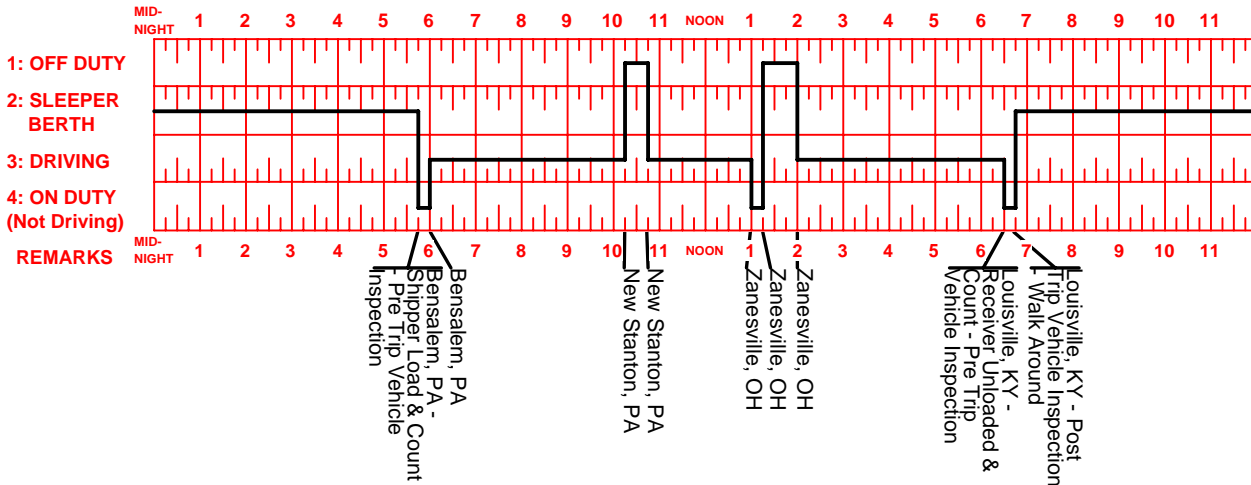 MID-
NIGHT 1 2 3 4 5 6 7 8 9 10 11 NOON 1 2 3 4 5 6 7 8 9 10 11
1: OFF DUTY
2: SLEEPER
BERTH
3: DRIVING
4: ON DUTY
(Not Driving)
REMARKS
MID-
NIGHT 1 2 3 4 5 6 7 8 9 10 11 NOON 1 2 3 4 5 6 7 8 9 10 11
Bensalem, PA -
Shipper Load & Count
- Pre Trip Vehicle
Inspection
Bensalem, PA
New Stanton, PA
New Stanton, PA
Zanesville, OH
Zanesville, OH
Zanesville, OH
Louisville, KY -
Receiver Unloaded &
Count - Pre Trip
Vehicle Inspection
Louisville, KY - Post
Trip Vehicle Inspection
- Walk Around